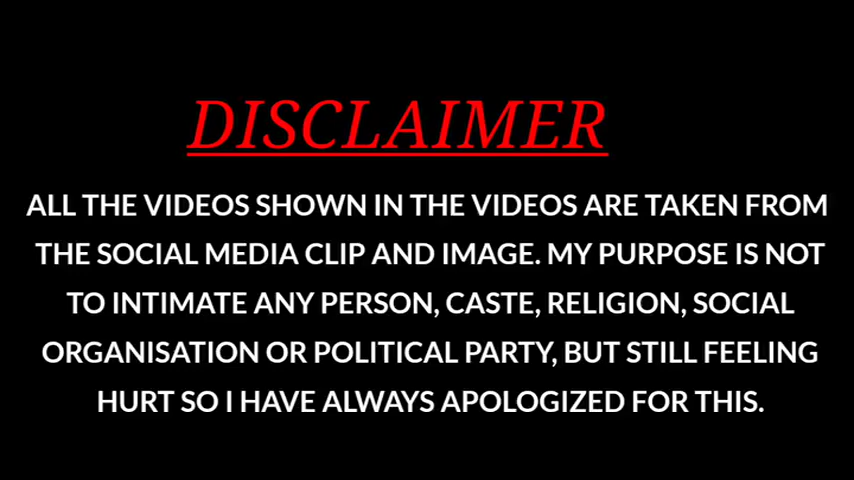 DISCLAIMER
ALL THE VIDEOS SHOWN IN THE VIDEOS ARE TAKEN FROM
THE SOCIAL MEDIA CLIP AND IMAGE. MY PURPOSE IS NOT
TO INTIMATE ANY PERSON, CASTE, RELIGION, SOCIAL
ORGANISATION OR POLITICAL PARTY, BUT STILL FEELING
HURT SO I HAVE ALWAYS APOLOGIZED FOR THIS.